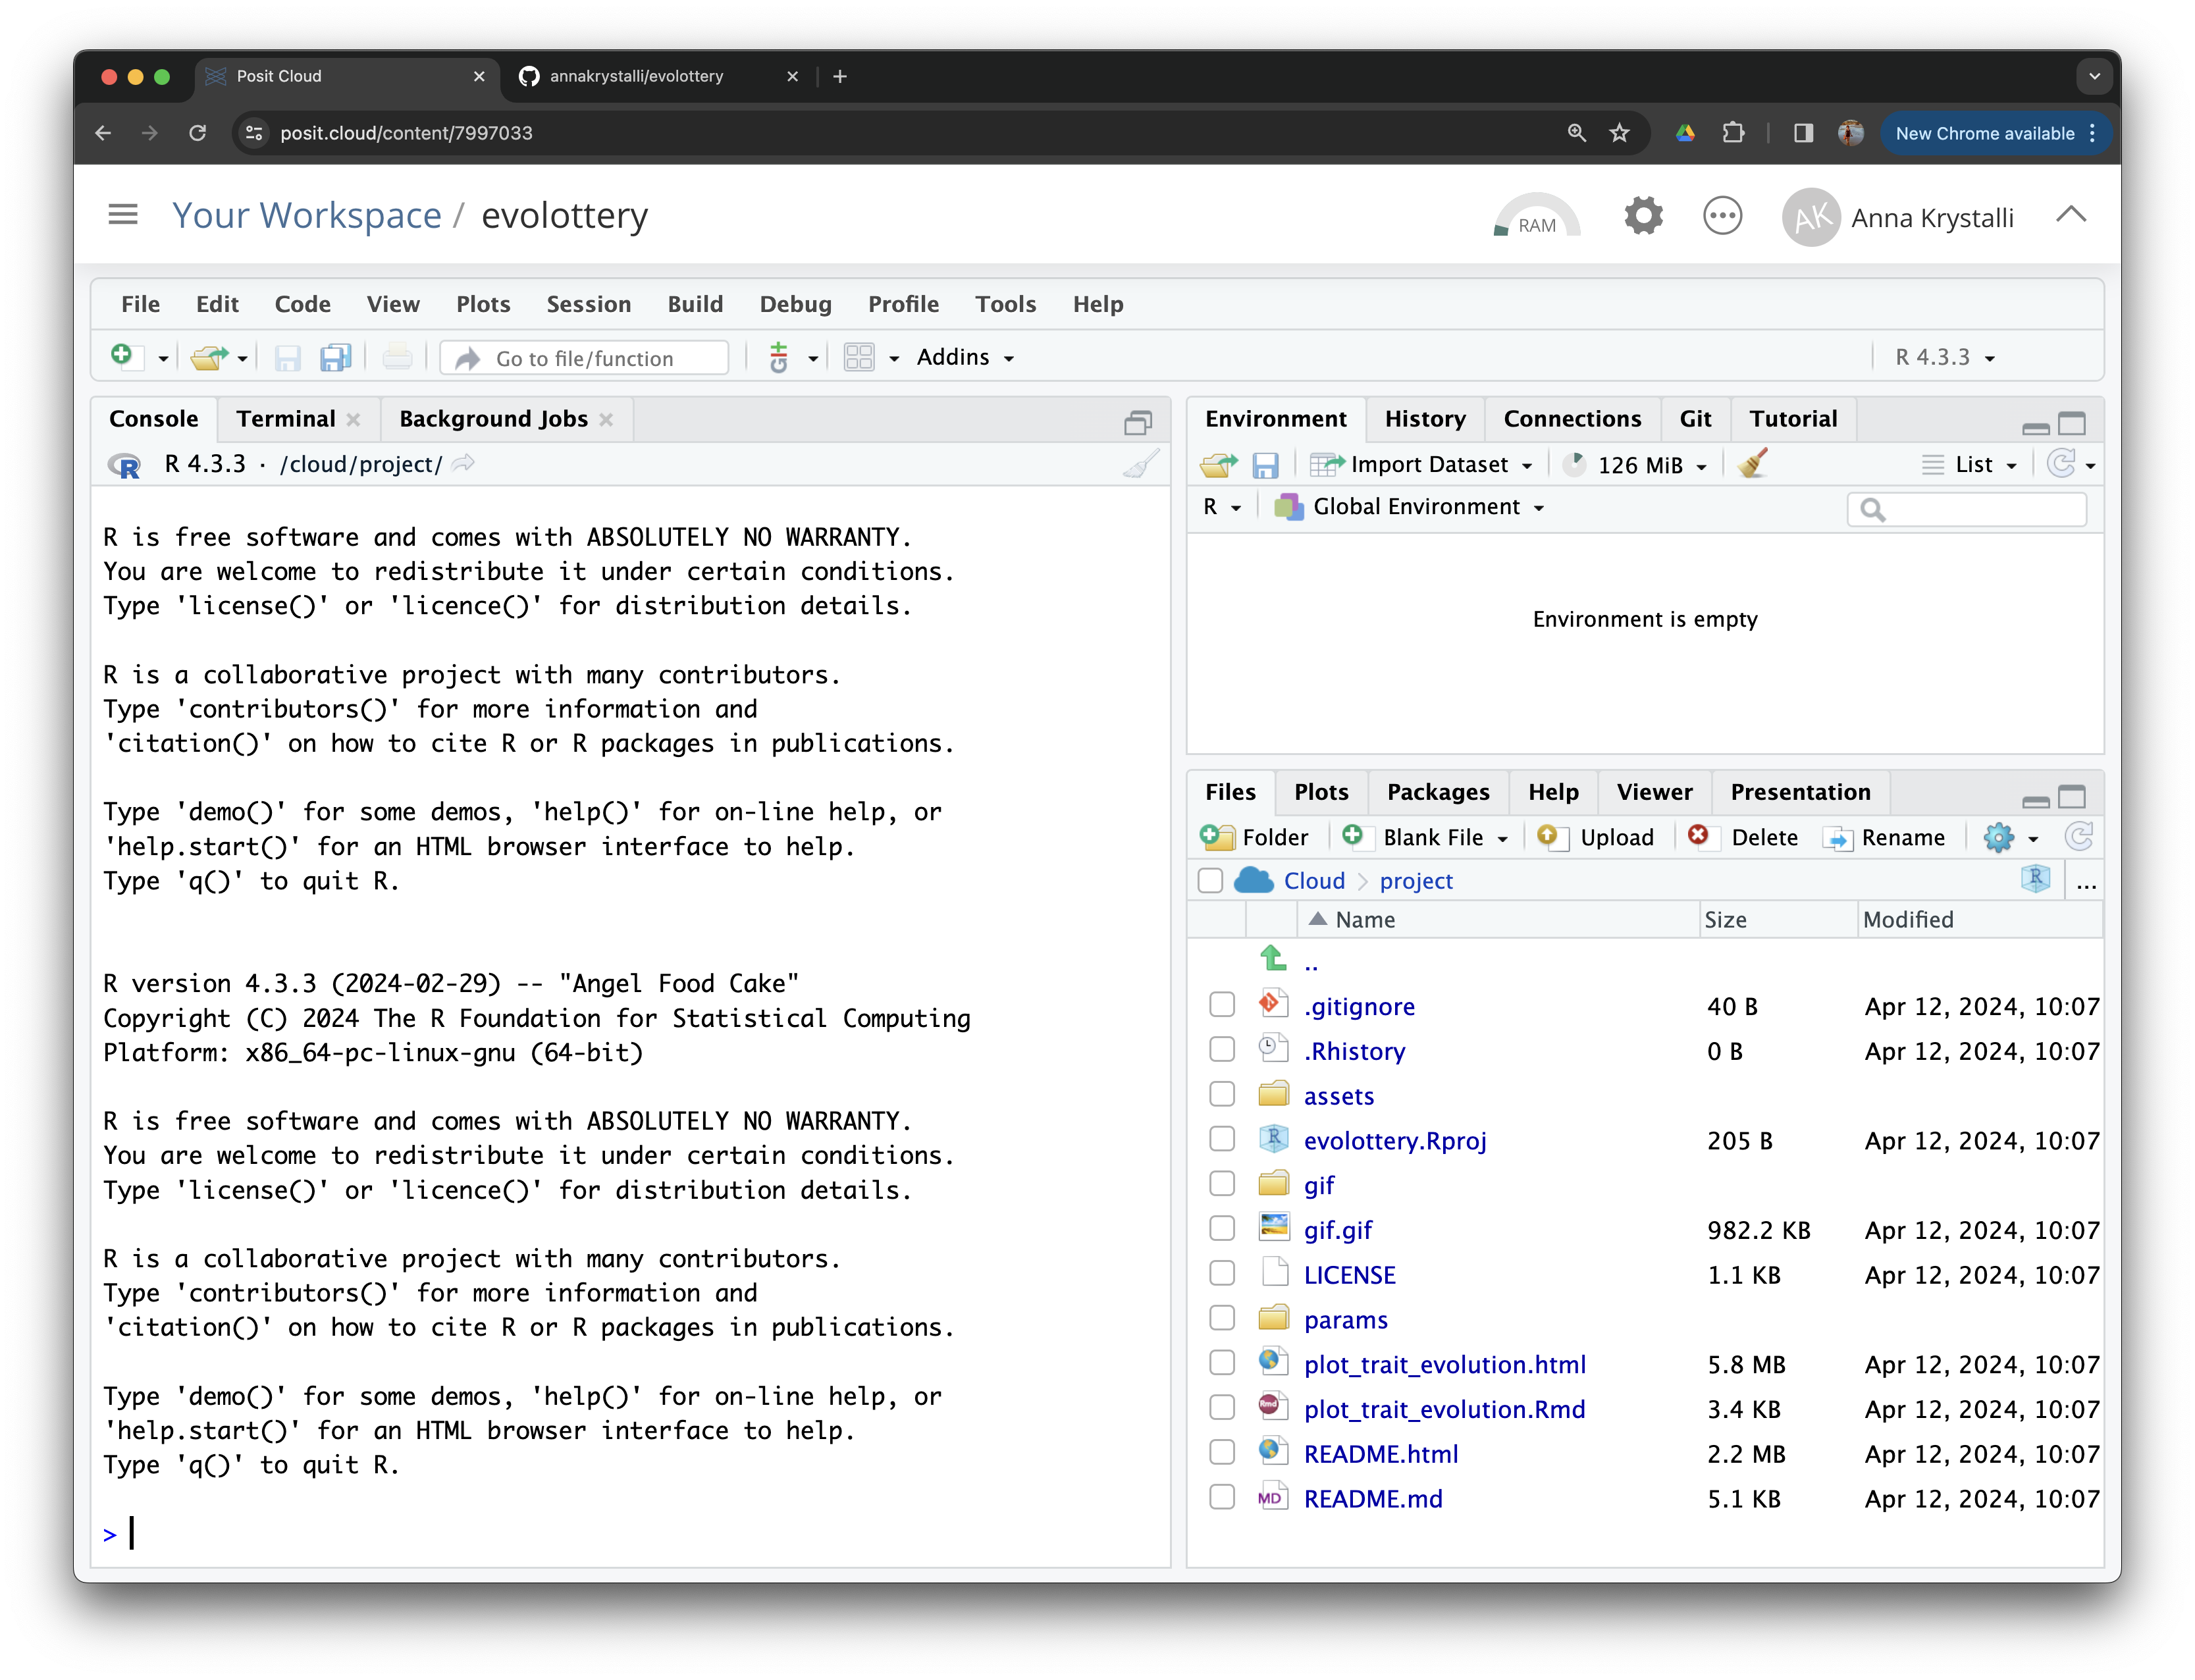 Posit Cloud
annakrystalli/evolottery
posit.cloud/content/7997033
New Chrome available
Your Workspace / evolottery
RAM
AK
Anna Krystalli
File Edit Code View Plots Session Build Debug Profile Tools Help
Go to file/function
Git
Addins
R 4.3.3
Console Terminal Background Jobs
R 4.3.3 · /cloud/project/
R is free software and comes with ABSOLUTELY NO WARRANTY.
You are welcome to redistribute it under certain conditions.
Type 'license()' or 'licence()' for distribution details.
R is a collaborative project with many contributors.
Type 'contributors()' for more information and
'citation()' on how to cite R or R packages in publications.
Type 'demo()' for some demos, 'help()' for on-line help, or
'help.start()' for an HTML browser interface to help.
Type 'q()' to quit R.
R version 4.3.3 (2024-02-29) -- "Angel Food Cake"
Copyright (C) 2024 The R Foundation for Statistical Computing
Platform: x86_64-pc-linux-gnu (64-bit)
R is free software and comes with ABSOLUTELY NO WARRANTY.
You are welcome to redistribute it under certain conditions.
Type 'license()' or 'licence()' for distribution details.
R is a collaborative project with many contributors.
Type 'contributors()' for more information and
'citation()' on how to cite R or R packages in publications.
Type 'demo()' for some demos, 'help()' for on-line help, or
'help.start()' for an HTML browser interface to help.
Type 'q()' to quit R.
>
Environment History Connections Git Tutorial
Import Dataset 126 MiB List
R Global Environment
Environment is empty
Files Plots Packages Help Viewer Presentation
Folder Blank File Upload Delete Rename
Cloud > project ...
Name Size Modified
..
.gitignore 40 B Apr 12, 2024, 10:07
.Rhistory 0 B Apr 12, 2024, 10:07
assets
evolottery.Rproj 205 B Apr 12, 2024, 10:07
gif
gif.gif 982.2 KB Apr 12, 2024, 10:07
LICENSE 1.1 KB Apr 12, 2024, 10:07
params
plot_trait_evolution.html 5.8 MB Apr 12, 2024, 10:07
plot_trait_evolution.Rmd 3.4 KB Apr 12, 2024, 10:07
README.html 2.2 MB Apr 12, 2024, 10:07
README.md 5.1 KB Apr 12, 2024, 10:07